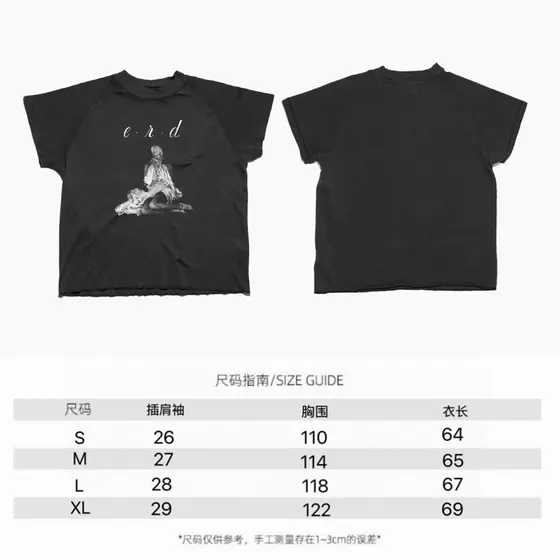 e·r·d
尺码指南/SIZE GUIDE
尺码 插肩袖 胸围 衣长
S 26 110 64
M 27 114 65
L 28 118 67
XL 29 122 69
*尺码仅供参考，手工测量存在1~3cm的误差*